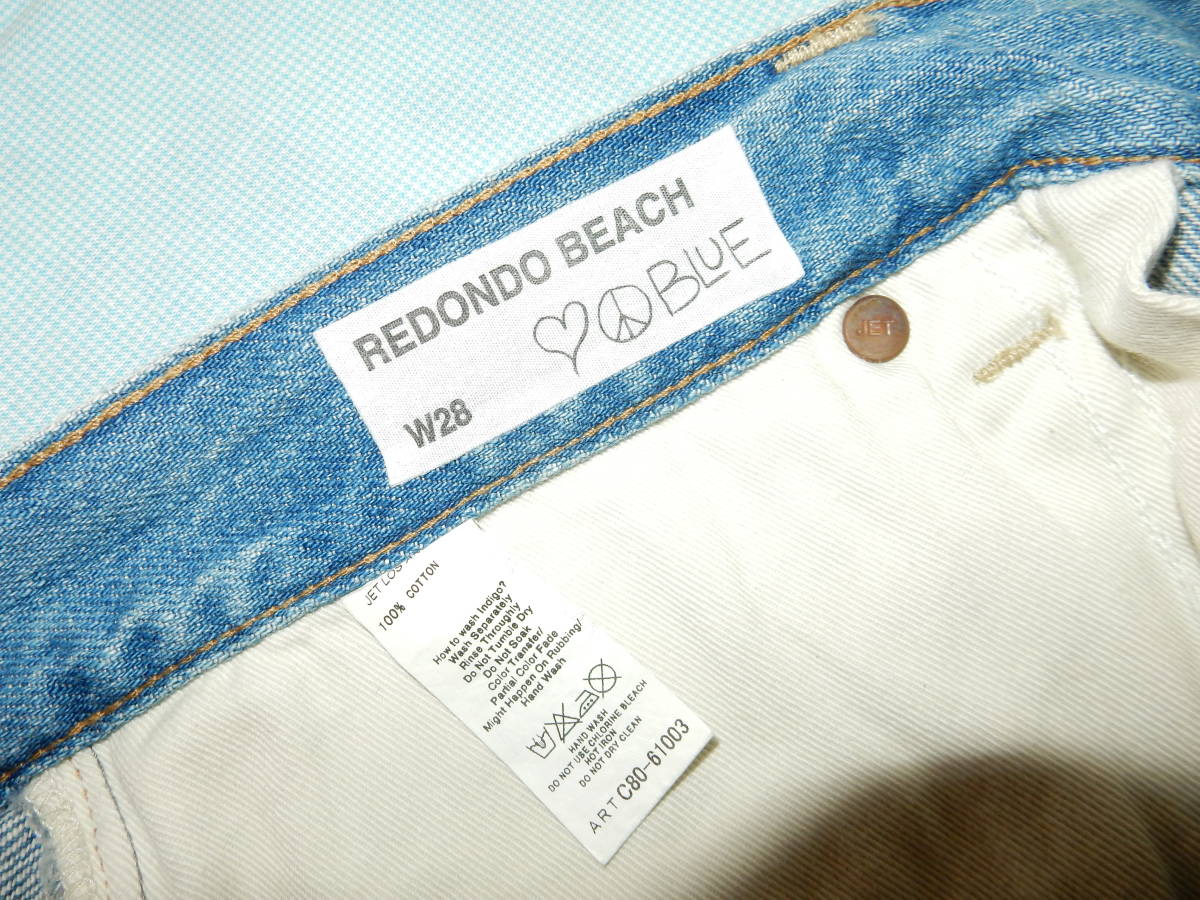 REDONDO BEACH
BLUE
W28
JET
JET LOS
100% COTTON
How to wash Indigo?
Wash Separately
Rinse Throughly
Do Not Tumble Dry
Do Not Soak
Color Transfer/
Partial Color Fade
Might Happen On Rubbing/
Hand Wash
HAND WASH
DO NOT USE CHLORINE BLEACH
HOT IRON
DO NOT DRY CLEAN
ART C80-61003